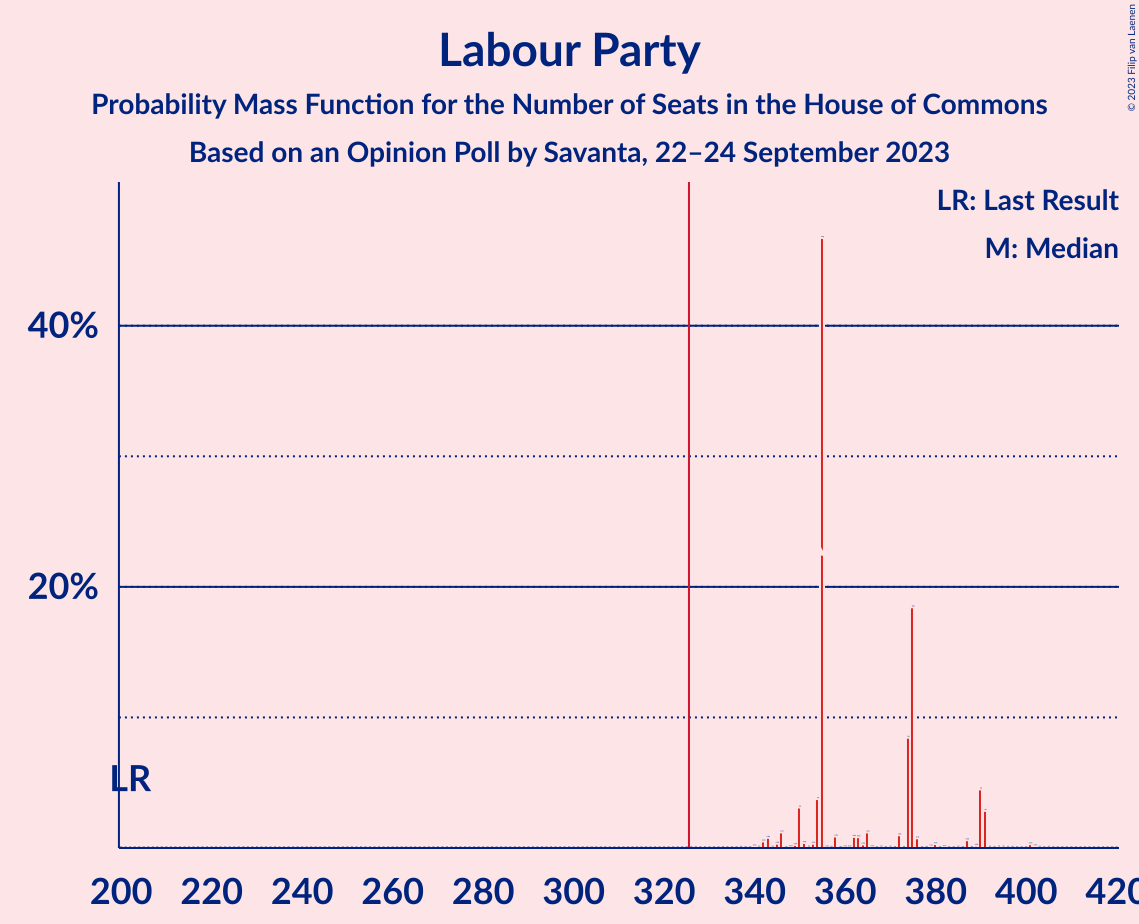 Labour Party
Probability Mass Function for the Number of Seats in the House of Commons
Based on an Opinion Poll by Savanta, 22–24 September 2023
© 2023 Filip van Laenen
LR: Last Result
M: Median
40%
20%
LR
200 220 240 260 280 300 320 340 360 380 400 420